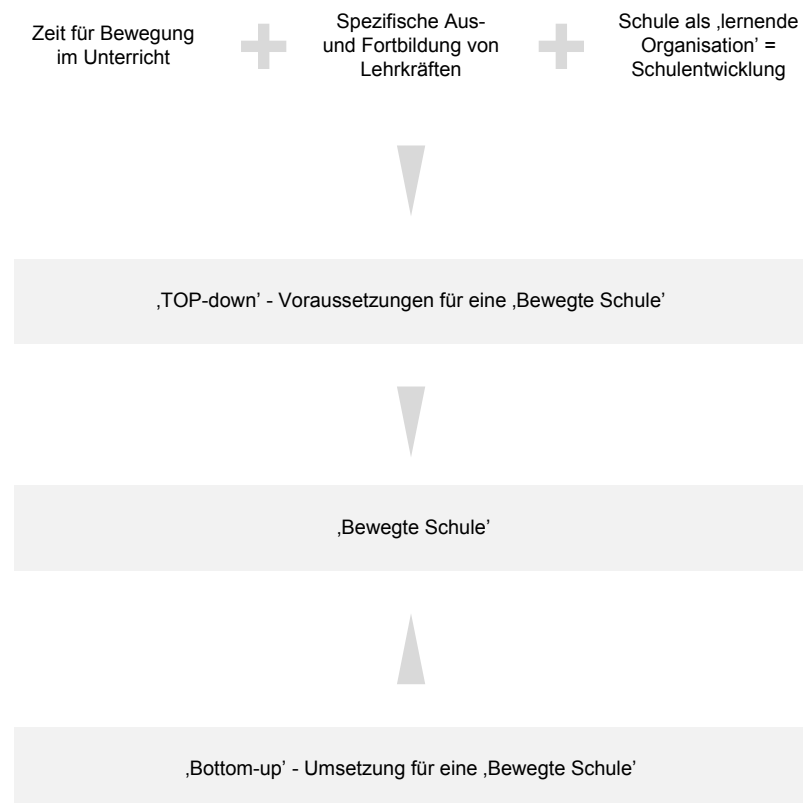 Zeit für Bewegung
im Unterricht
Spezifische Aus-
und Fortbildung von
Lehrkräften
Schule als ‚lernende
Organisation’ =
Schulentwicklung
‚TOP-down’ - Voraussetzungen für eine ‚Bewegte Schule’
‚Bewegte Schule’
‚Bottom-up’ - Umsetzung für eine ‚Bewegte Schule’